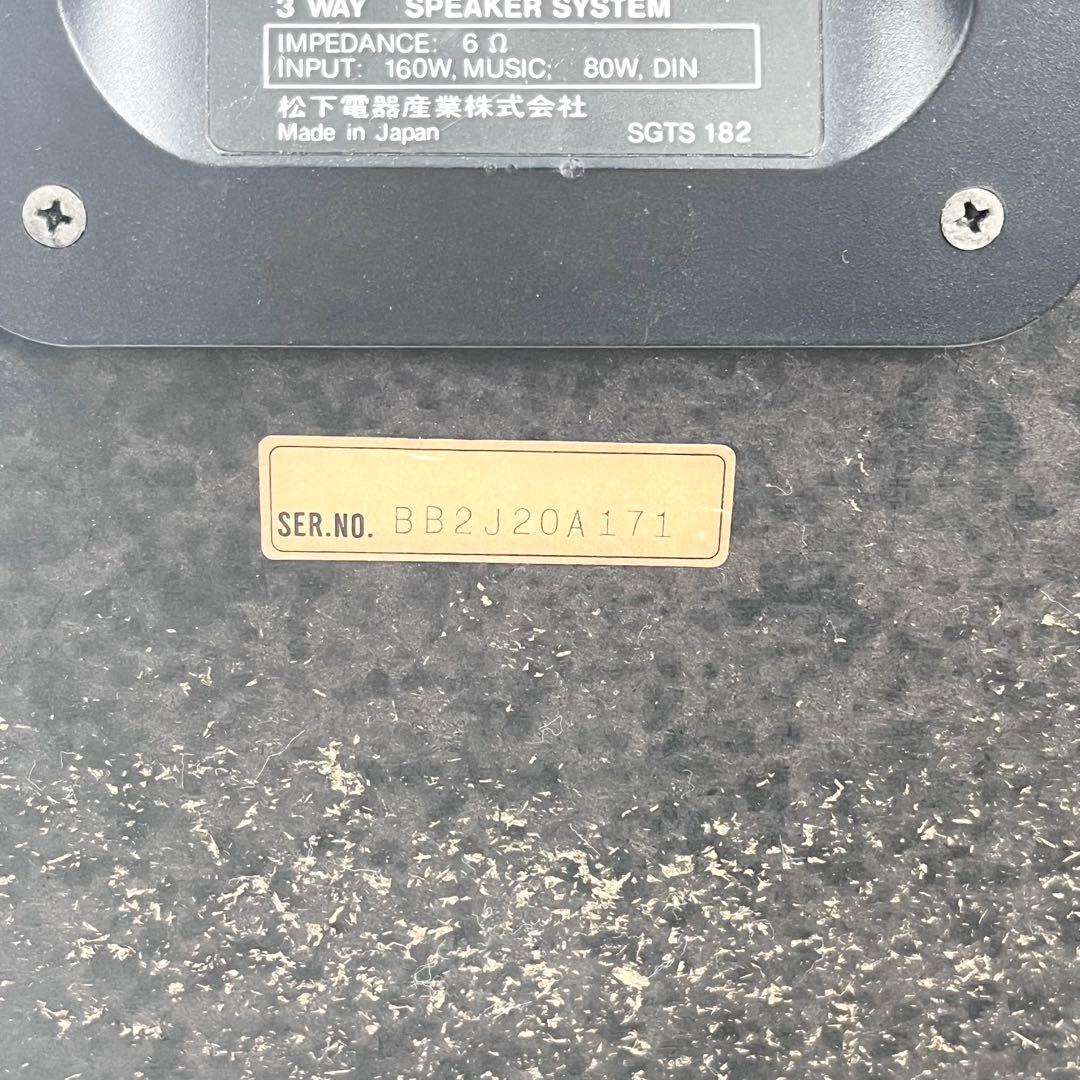 3 WAY SPEAKER SYSTEM
IMPEDANCE: 6 Ω
INPUT: 160W, MUSIC; 80W, DIN
松下電器産業株式会社
Made in Japan SGTS 182
SER.NO. BB2J20A171